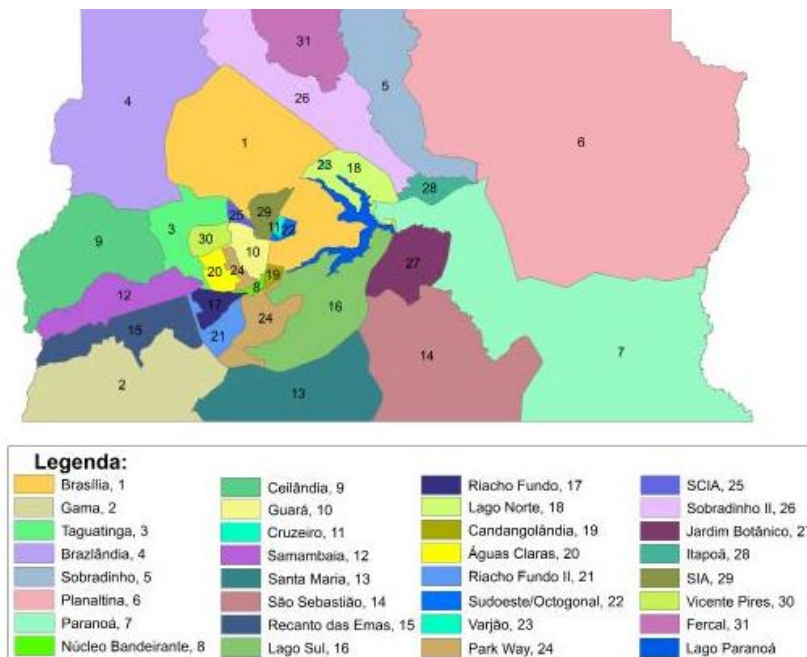 31
4
5
26
1
6
23 18
28
25 29
3
11 22
9
30
10
27
20 24
19
8
12
17
16
24
15
21
14
7
2
13
Legenda:
Brasília, 1
Gama, 2
Taguatinga, 3
Brazlândia, 4
Sobradinho, 5
Planaltina, 6
Paranoá, 7
Núcleo Bandeirante, 8
Ceilândia, 9
Guará, 10
Cruzeiro, 11
Samambaia, 12
Santa Maria, 13
São Sebastião, 14
Recanto das Emas, 15
Lago Sul, 16
Riacho Fundo, 17
Lago Norte, 18
Candangolândia, 19
Águas Claras, 20
Riacho Fundo II, 21
Sudoeste/Octogonal, 22
Varjão, 23
Park Way, 24
SCIA, 25
Sobradinho II, 26
Jardim Botânico, 27
Itapoã, 28
SIA, 29
Vicente Pires, 30
Fercal, 31
Lago Paranoá